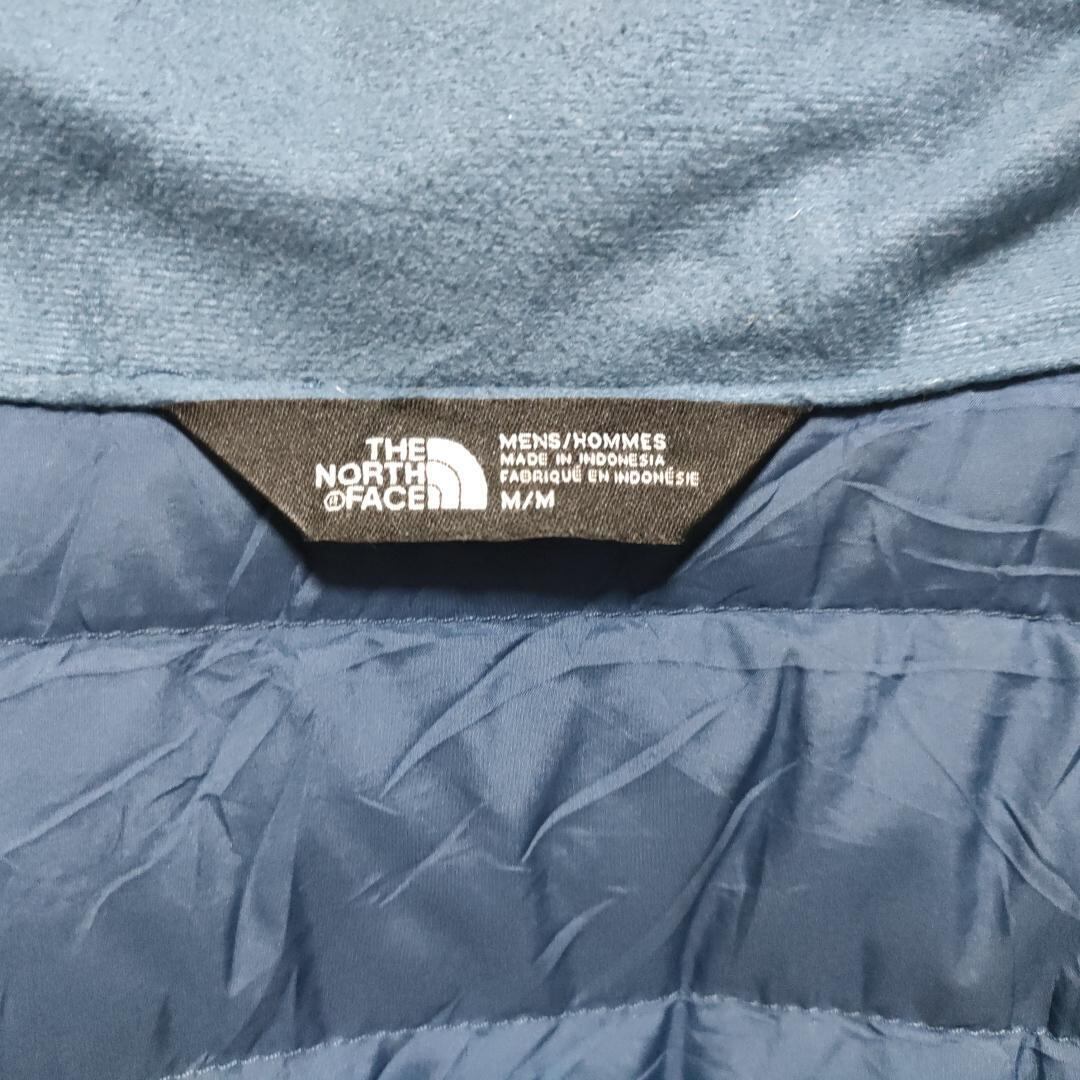 THE
NORTH
FACE
MENS/HOMMES
MADE IN INDONESIA
FABRIQUÉ EN INDONÉSIE
M/M